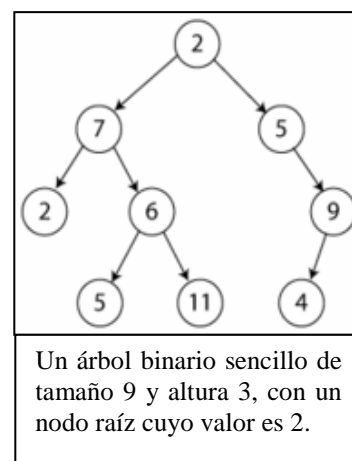 2
7 5
2 6 9
5 11 4
Un árbol binario sencillo de
tamaño 9 y altura 3, con un
nodo raíz cuyo valor es 2.